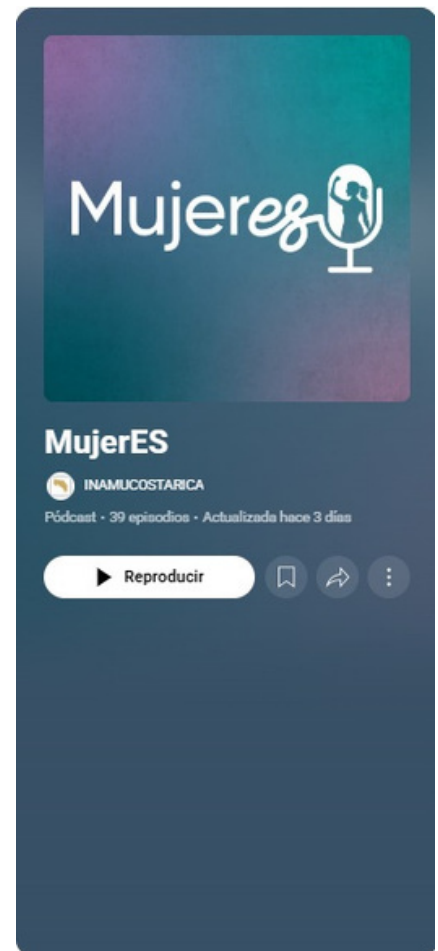 Mujeres
MujerES
INAMUCOSTARICA
Pódcast • 39 episodios • Actualizada hace 3 días
Reproducir